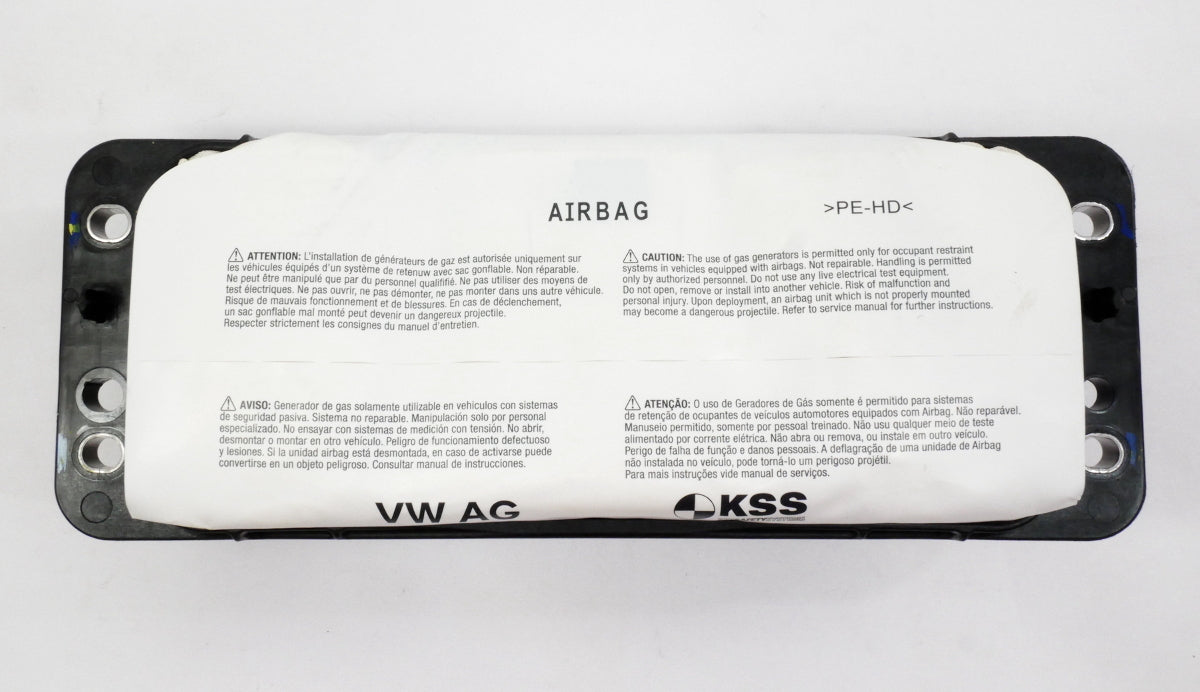 AIRBAG
>PE-HD<
⚠ ATTENTION: L'installation de générateurs de gaz est autorisée uniquement sur
les véhicules équipés d'un système de retenuw avec sac gonflable. Non réparable.
Ne peut être manipulé que par du personnel qualififié. Ne pas utiliser des moyens de
test électriques. Ne pas ouvrir, ne pas démonter, ne pas monter dans uns autre véhicule.
Risque de mauvais fonctionnement et de blessures. En cas de déclenchement,
un sac gonflable mal monté peut devenir un dangereux projectile.
Respecter strictement les consignes du manuel d'entretien.
⚠ CAUTION: The use of gas generators is permitted only for occupant restraint
systems in vehicles equipped with airbags. Not repairable. Handling is permitted
only by authorized personnel. Do not use any live electrical test equipment.
Do not open, remove or install into another vehicle. Risk of malfunction and
personal injury. Upon deployment, an airbag unit which is not properly mounted
may become a dangerous projectile. Refer to service manual for further instructions.
⚠ AVISO: Generador de gas solamente utilizable en vehículos con sistemas
de seguridad pasiva. Sistema no reparable. Manipulación solo por personal
especializado. No ensayar con sistemas de medición con tensión. No abrir,
desmontar o montar en otro vehículo. Peligro de funcionamiento defectuoso
y lesiones. Si la unidad airbag está desmontada, en caso de activarse puede
convertirse en un objeto peligroso. Consultar manual de instrucciones.
⚠ ATENÇÃO: O uso de Geradores de Gás somente é permitido para sistemas
de retenção de ocupantes de veículos automotores equipados com Airbag. Não reparável.
Manuseio permitido, somente por pessoal treinado. Não usu qualquer meio de teste
alimentado por corrente elétrica. Não abra ou remova, ou instale em outro veículo.
Perigo de falha de função e danos pessoais. A deflagração de uma unidade de Airbag
não instalada no veículo, pode torná-lo um perigoso projétil.
Para mais instruções vide manual de serviços.
VW AG
KSS